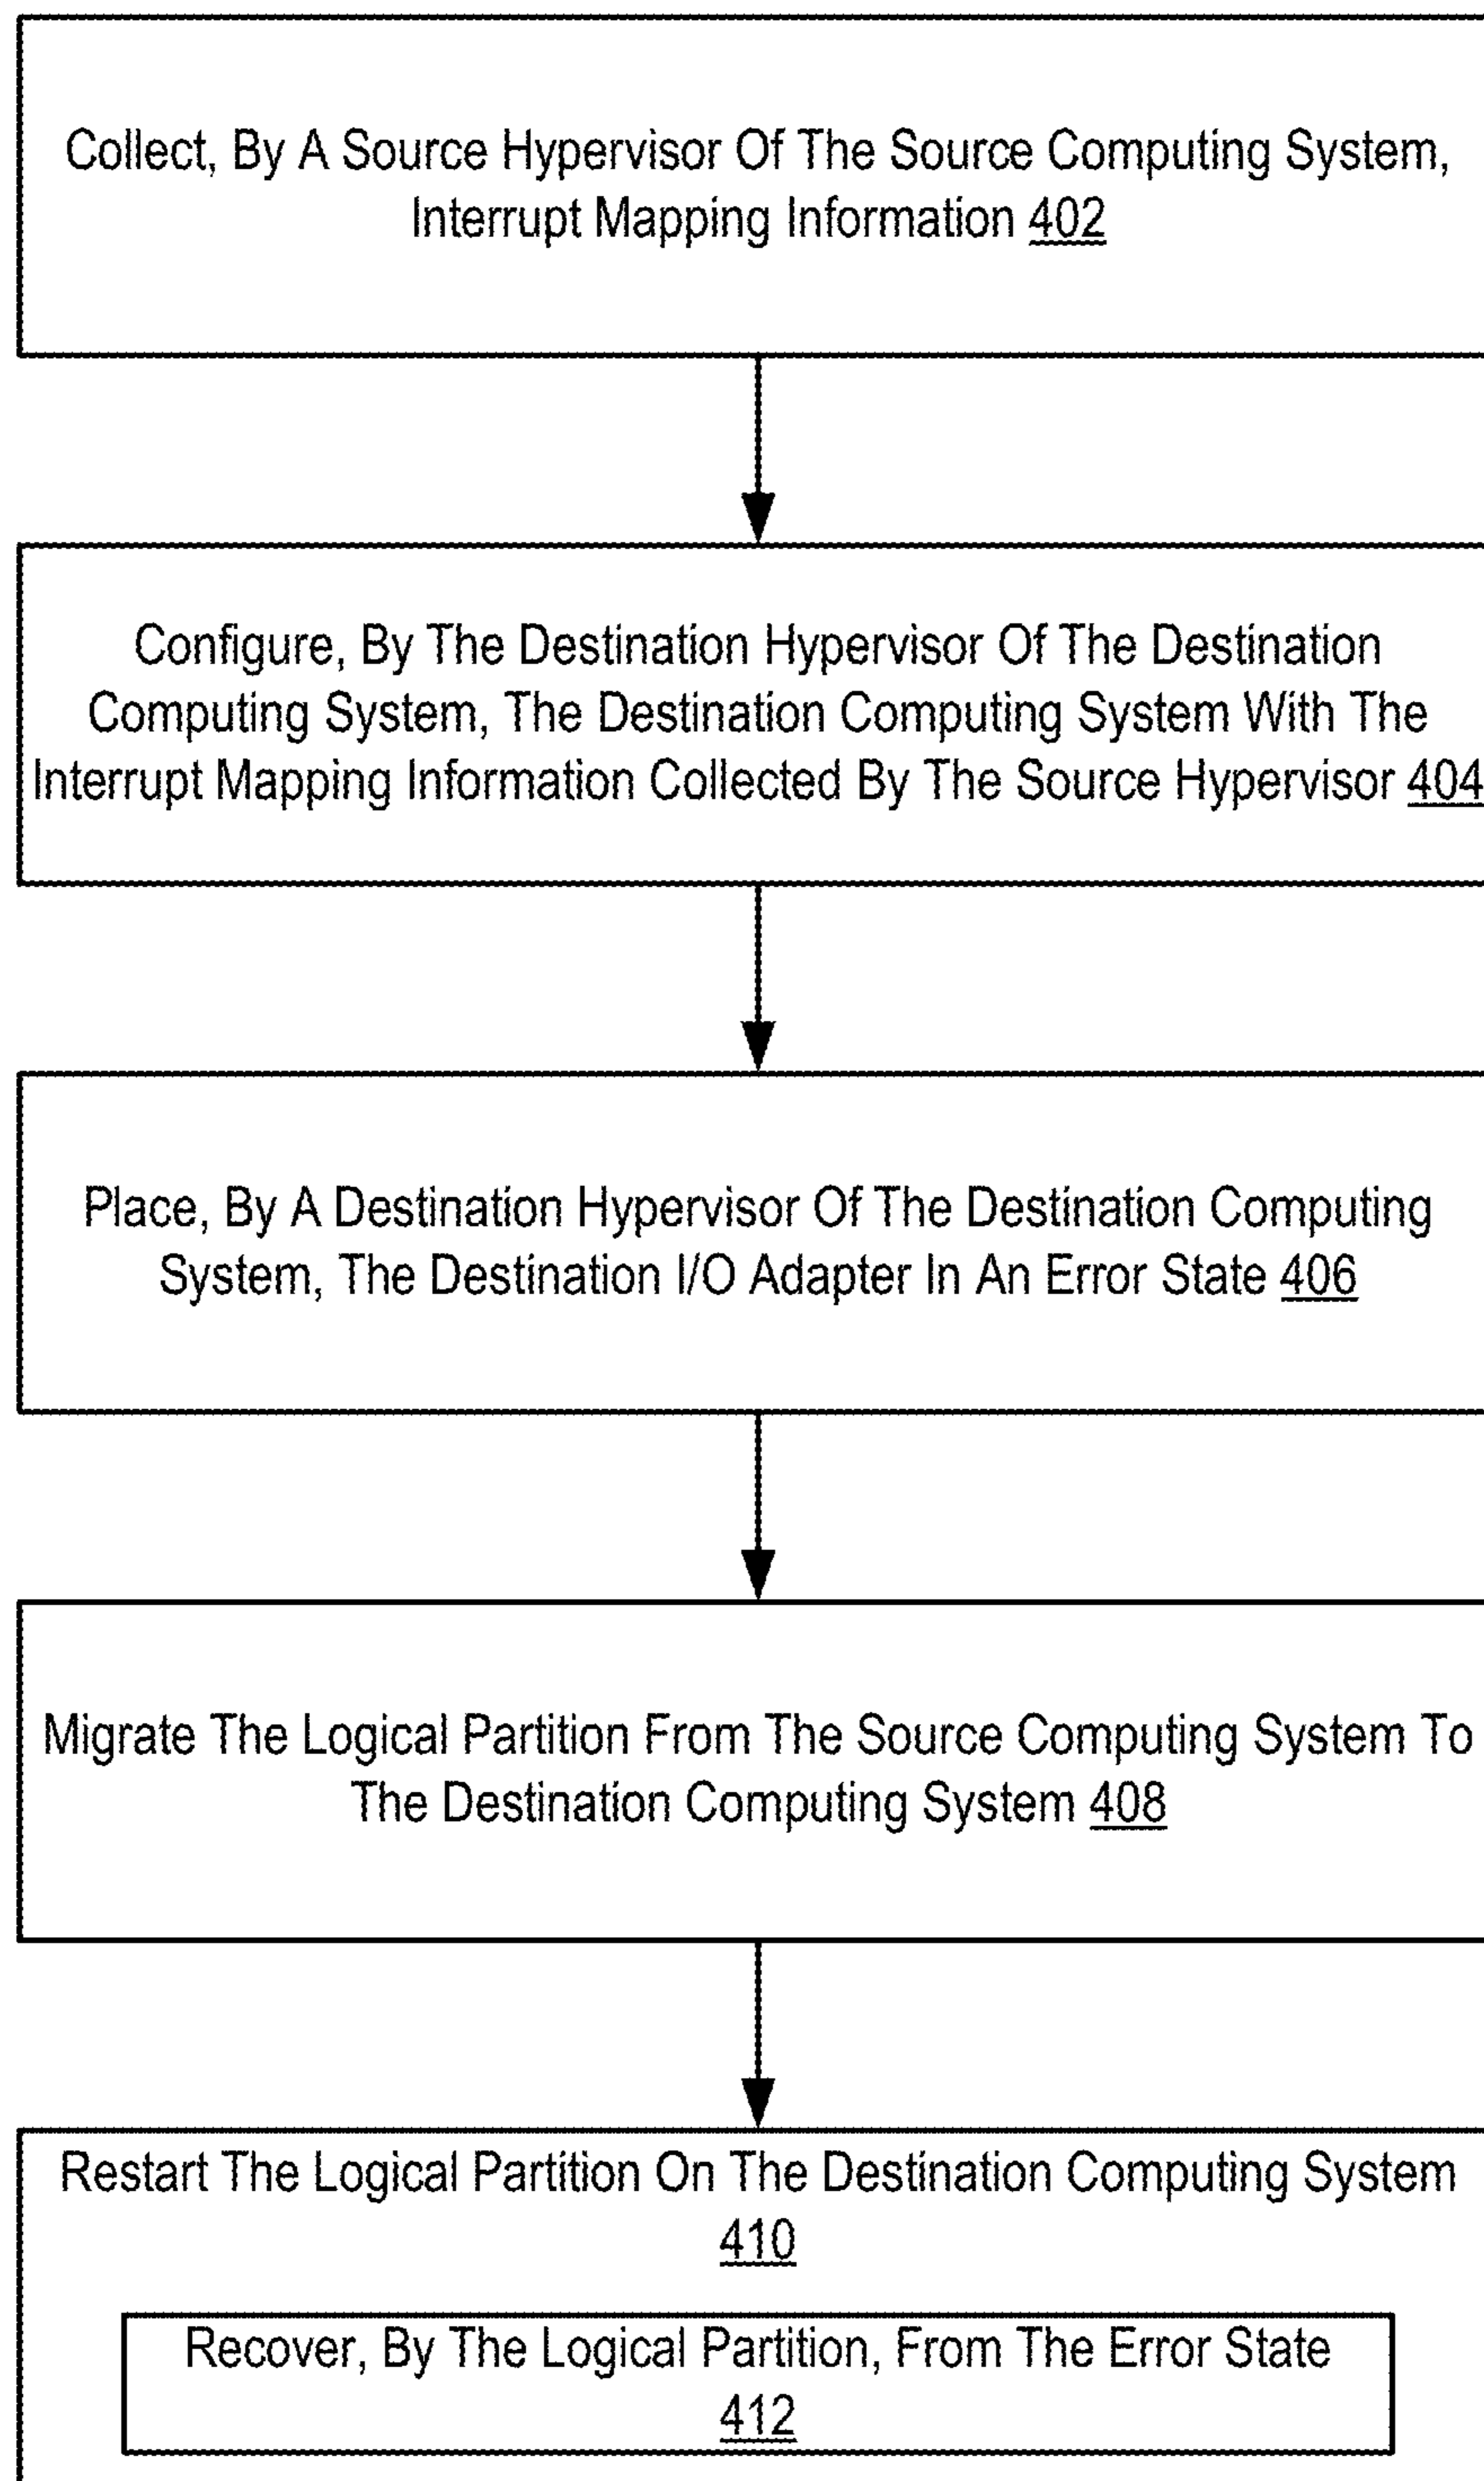 Collect, By A Source Hypervisor Of The Source Computing System,
Interrupt Mapping Information 402
Configure, By The Destination Hypervisor Of The Destination
Computing System, The Destination Computing System With The
Interrupt Mapping Information Collected By The Source Hypervisor 404
Place, By A Destination Hypervisor Of The Destination Computing
System, The Destination I/O Adapter In An Error State 406
Migrate The Logical Partition From The Source Computing System To
The Destination Computing System 408
Restart The Logical Partition On The Destination Computing System
410
Recover, By The Logical Partition, From The Error State
412